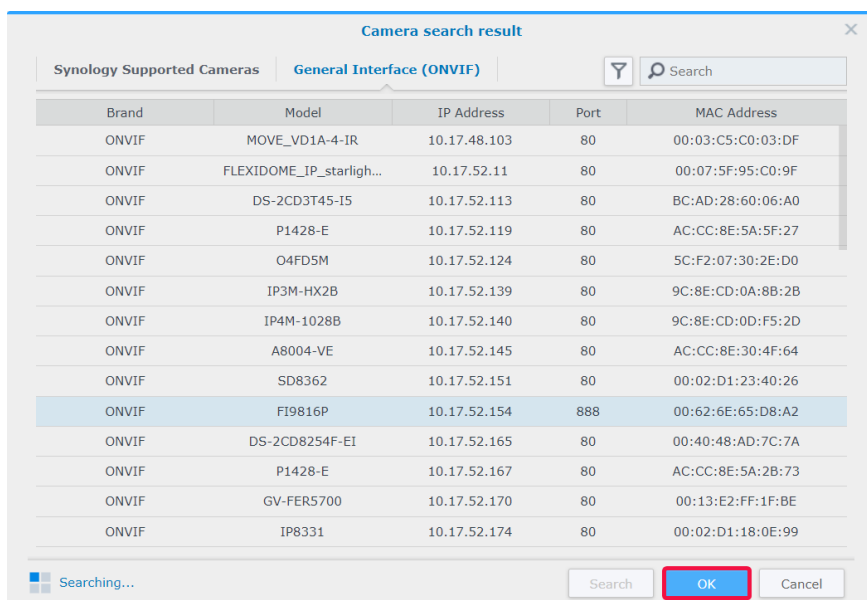 Camera search result
Synology Supported Cameras General Interface (ONVIF) Search
Brand Model IP Address Port MAC Address
ONVIF MOVE_VD1A-4-IR 10.17.48.103 80 00:03:C5:C0:03:DF
ONVIF FLEXIDOME_IP_starligh... 10.17.52.11 80 00:07:5F:95:C0:9F
ONVIF DS-2CD3T45-I5 10.17.52.113 80 BC:AD:28:60:06:A0
ONVIF P1428-E 10.17.52.119 80 AC:CC:8E:5A:5F:27
ONVIF O4FD5M 10.17.52.124 80 5C:F2:07:30:2E:D0
ONVIF IP3M-HX2B 10.17.52.139 80 9C:8E:CD:0A:8B:2B
ONVIF IP4M-1028B 10.17.52.140 80 9C:8E:CD:0D:F5:2D
ONVIF A8004-VE 10.17.52.145 80 AC:CC:8E:30:4F:64
ONVIF SD8362 10.17.52.151 80 00:02:D1:23:40:26
ONVIF FI9816P 10.17.52.154 888 00:62:6E:65:D8:A2
ONVIF DS-2CD8254F-EI 10.17.52.165 80 00:40:48:AD:7C:7A
ONVIF P1428-E 10.17.52.167 80 AC:CC:8E:5A:2B:73
ONVIF GV-FER5700 10.17.52.170 80 00:13:E2:FF:1F:BE
ONVIF IP8331 10.17.52.174 80 00:02:D1:18:0E:99
Searching... Search OK Cancel